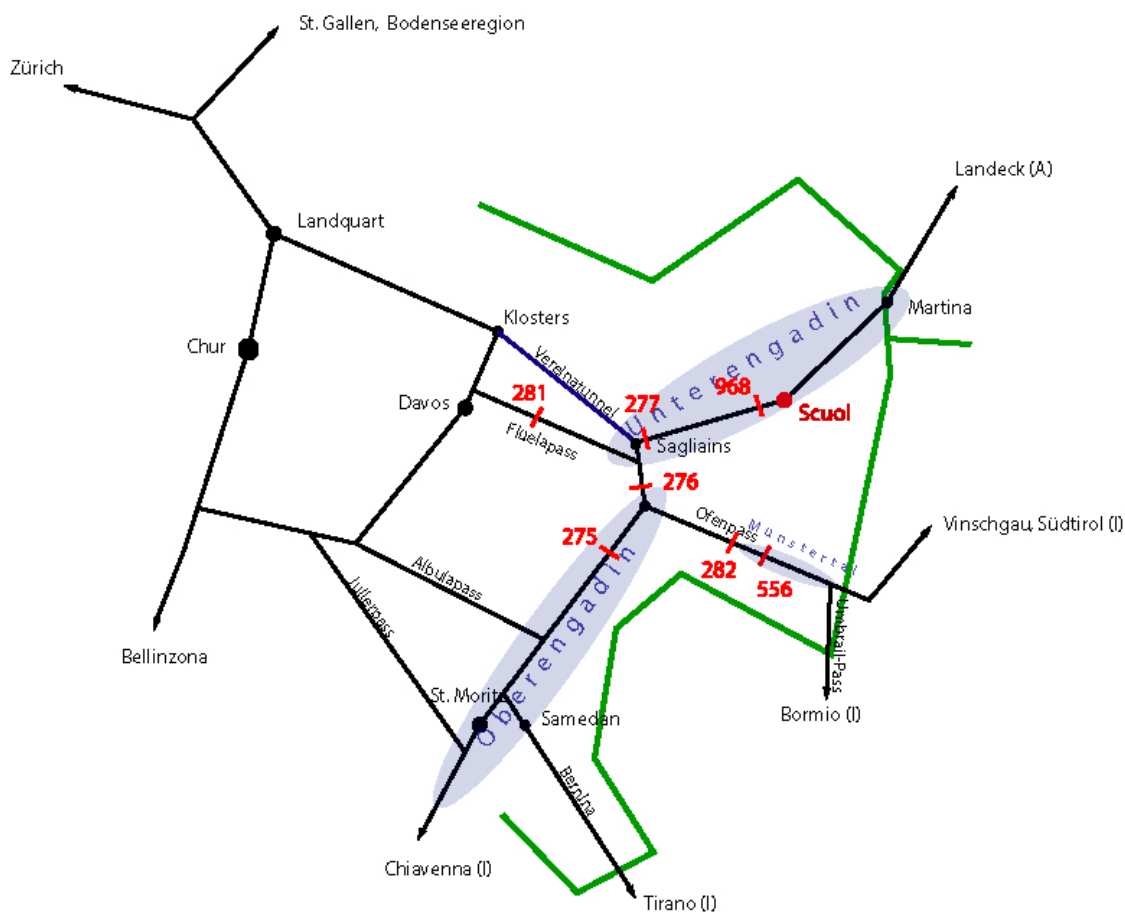 St. Gallen, Bodenseeregion
Zürich
Landeck (A)
Landquart
Klosters
Martina
Chur
Vereinatunnel
Unterengadin
Davos
281
277
968
Scuol
Flüelapass
Sagliains
276
Ofenpass
Münstertal
Vinschgau, Südtirol (I)
275
282
556
Albulapass
Julierpass
Oberengadin
Umbrail-Pass
Bellinzona
St. Moritz
Samedan
Bormio (I)
Bernina
Chiavenna (I)
Tirano (I)